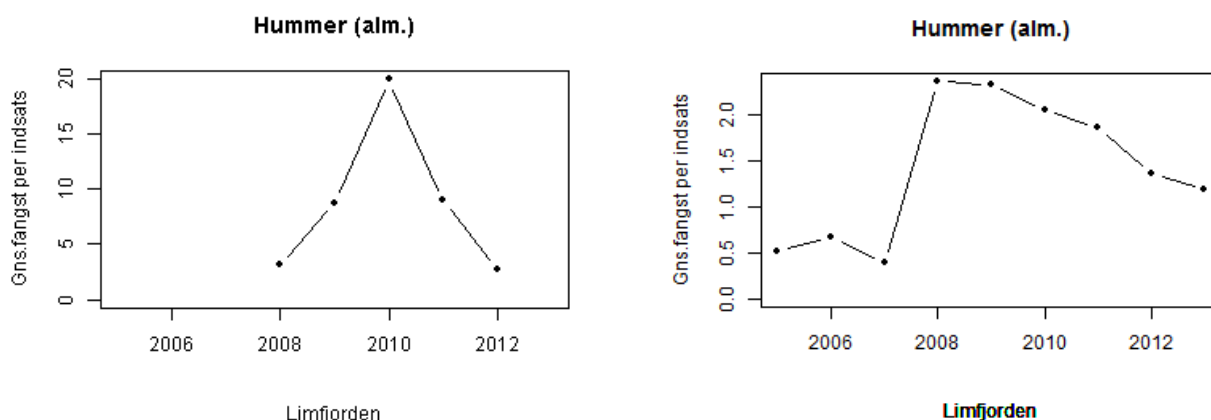 Hummer (alm.)
Gns.fangst per indsats
20
15
10
5
0
2006 2008 2010 2012
Limfjorden
Hummer (alm.)
Gns.fangst per indsats
2.0
1.5
1.0
0.5
0.0
2006 2008 2010 2012
Limfjorden